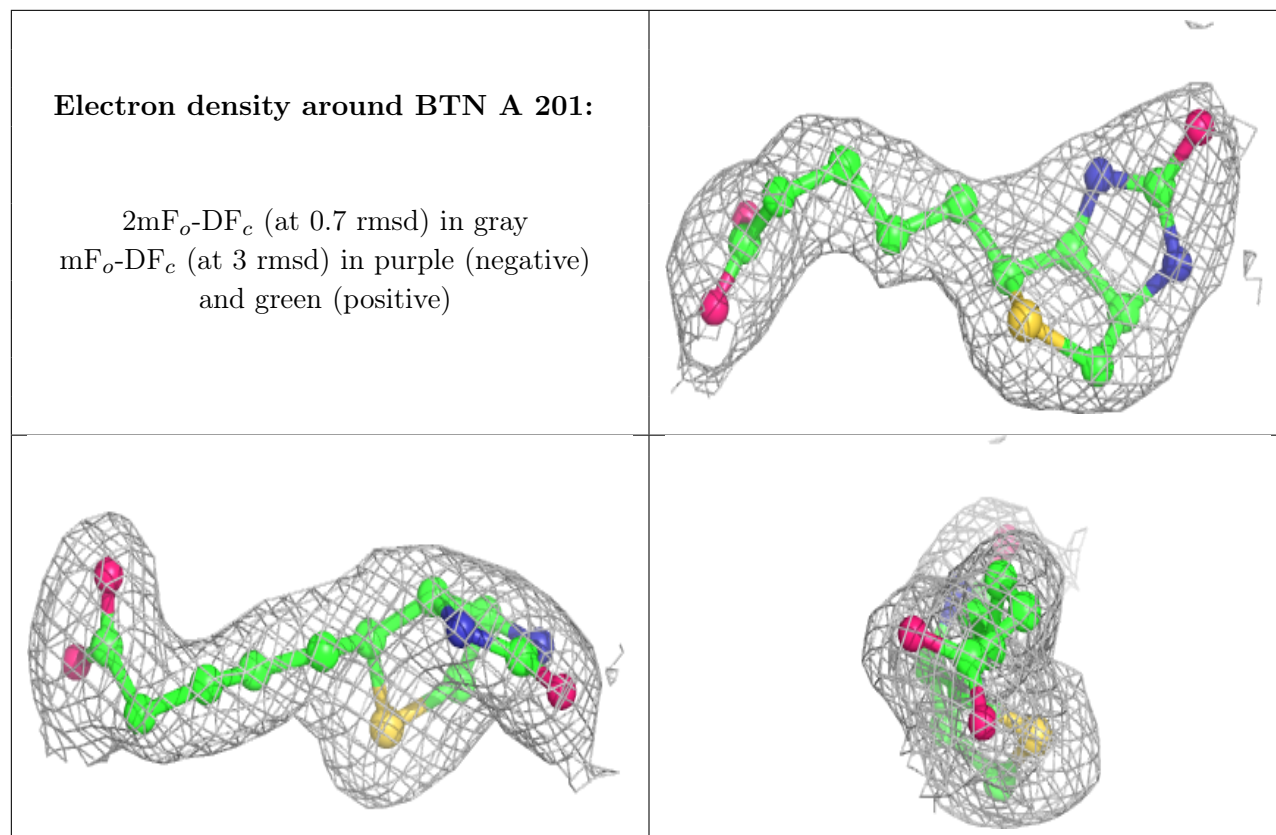 Electron density around BTN A 201:
2mFo-DFc (at 0.7 rmsd) in gray
mFo-DFc (at 3 rmsd) in purple (negative)
and green (positive)